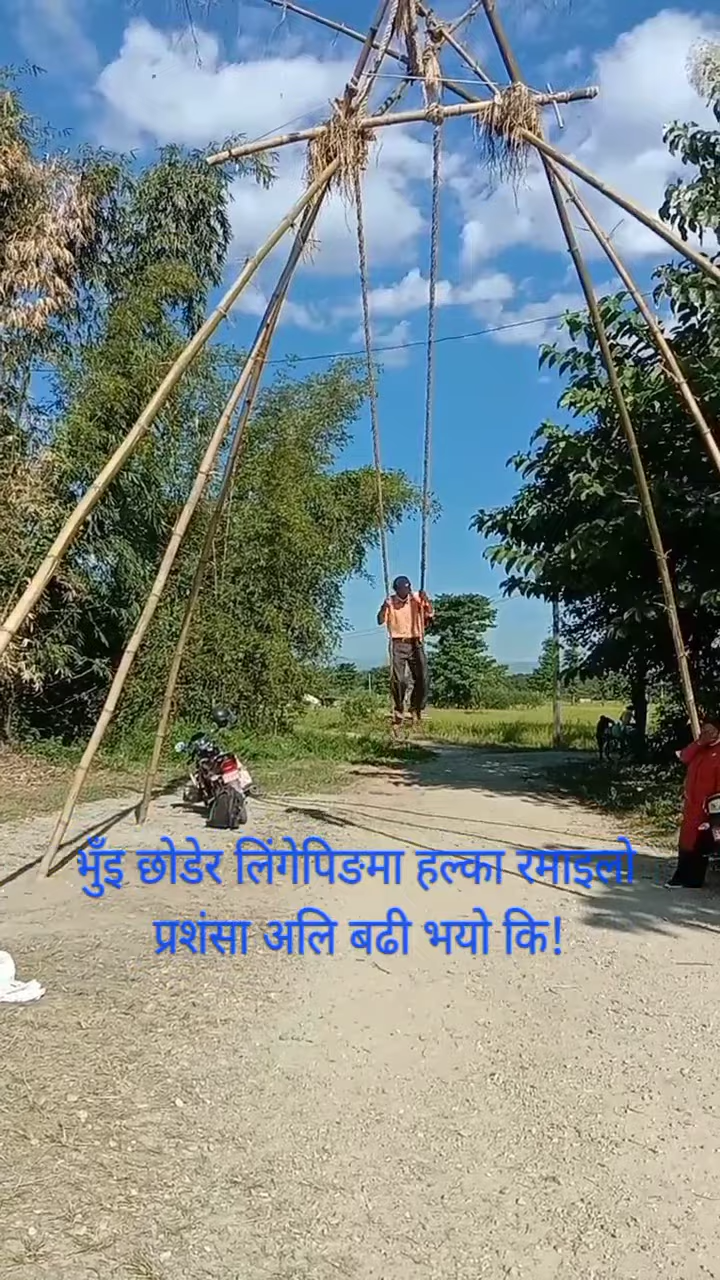 भुँइ छोडेर लिंगेपिङमा हल्का रमाइलो
प्रशंसा अलि बढी भयो कि!